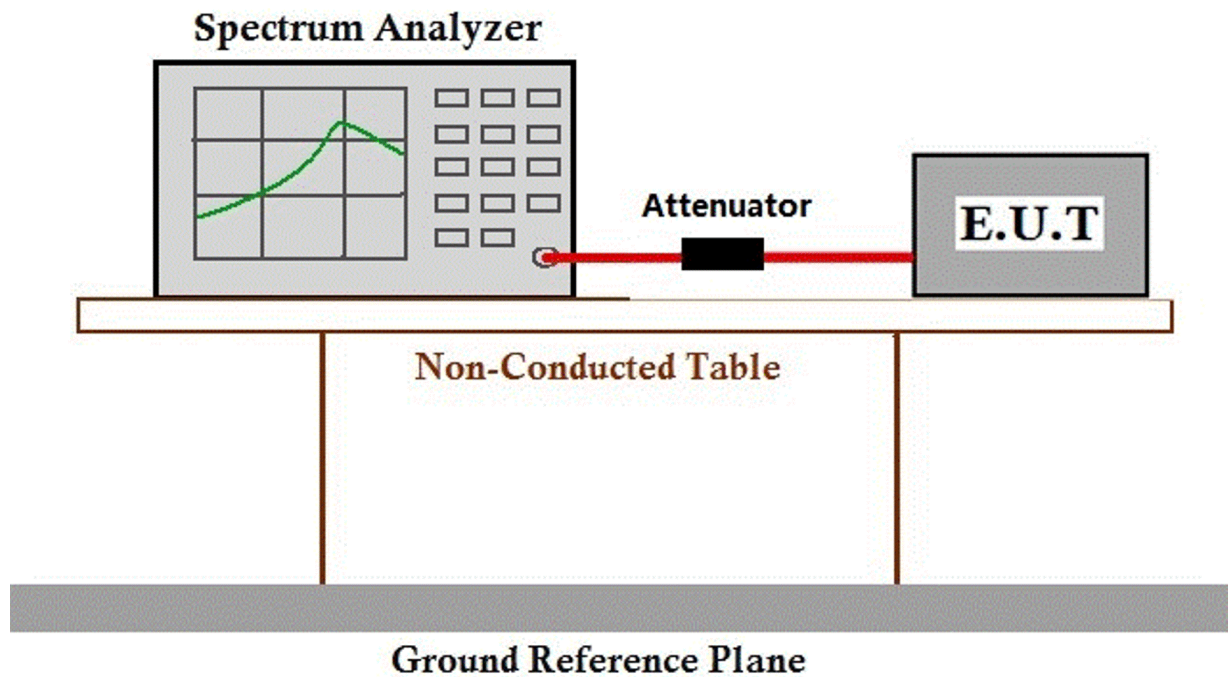 Spectrum Analyzer
Attenuator
E.U.T
Non-Conducted Table
Ground Reference Plane